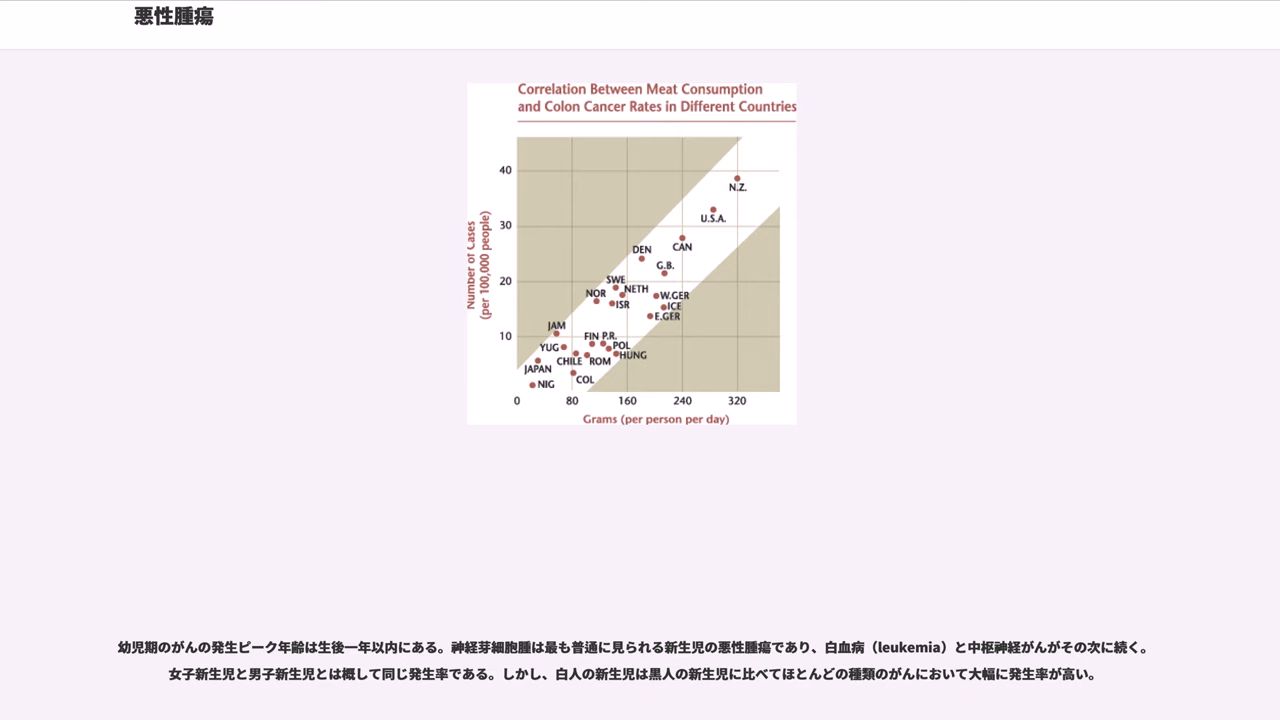 悪性腫瘍
Correlation Between Meat Consumption
and Colon Cancer Rates in Different Countries
Number of Cases
(per 100,000 people)
40
30
20
10
N.Z.
U.S.A.
CAN
DEN
G.B.
SWE
NETH
NOR
ISR
W.GER
ICE
E.GER
JAM
FIN
P.R.
YUG
POL
HUNG
CHILE
ROM
JAPAN
COL
NIG
0
80
160
240
320
Grams (per person per day)
幼児期のがんの発生ピーク年齢は生後一年以内にある。神経芽細胞腫は最も普通に見られる新生児の悪性腫瘍であり、白血病（leukemia）と中枢神経がんがその次に続く。
女子新生児と男子新生児とは概して同じ発生率である。しかし、白人の新生児は黒人の新生児に比べてほとんどの種類のがんにおいて大幅に発生率が高い。